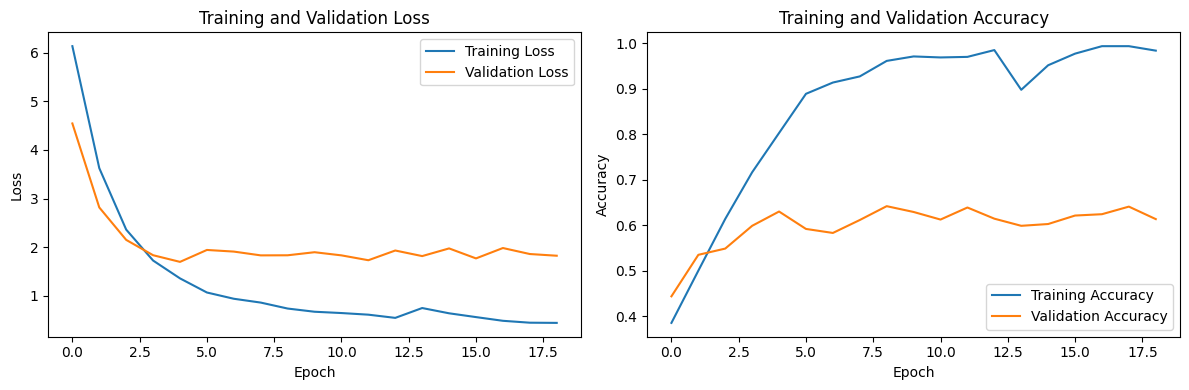 Training and Validation Loss
Loss
6
5
4
3
2
1
Training Loss
Validation Loss
0.0 2.5 5.0 7.5 10.0 12.5 15.0 17.5
Epoch
Training and Validation Accuracy
Accuracy
1.0
0.9
0.8
0.7
0.6
0.5
0.4
Training Accuracy
Validation Accuracy
0.0 2.5 5.0 7.5 10.0 12.5 15.0 17.5
Epoch